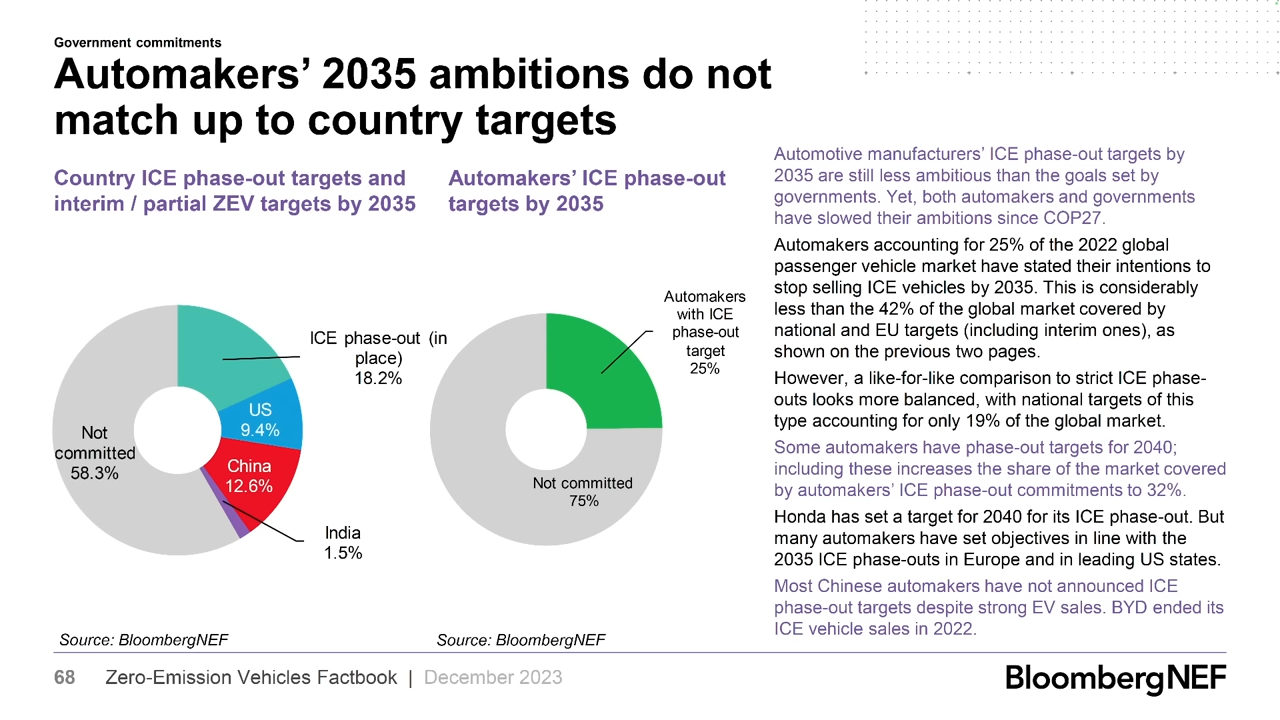 Government commitments
Automakers’ 2035 ambitions do not
match up to country targets
Country ICE phase-out targets and
interim / partial ZEV targets by 2035
ICE phase-out (in
place)
18.2%
US
9.4%
China
12.6%
India
1.5%
Not
committed
58.3%
Source: BloombergNEF
Automakers’ ICE phase-out
targets by 2035
Automakers
with ICE
phase-out
target
25%
Not committed
75%
Source: BloombergNEF
Automotive manufacturers’ ICE phase-out targets by
2035 are still less ambitious than the goals set by
governments. Yet, both automakers and governments
have slowed their ambitions since COP27.
Automakers accounting for 25% of the 2022 global
passenger vehicle market have stated their intentions to
stop selling ICE vehicles by 2035. This is considerably
less than the 42% of the global market covered by
national and EU targets (including interim ones), as
shown on the previous two pages.
However, a like-for-like comparison to strict ICE phase-
outs looks more balanced, with national targets of this
type accounting for only 19% of the global market.
Some automakers have phase-out targets for 2040;
including these increases the share of the market covered
by automakers’ ICE phase-out commitments to 32%.
Honda has set a target for 2040 for its ICE phase-out. But
many automakers have set objectives in line with the
2035 ICE phase-outs in Europe and in leading US states.
Most Chinese automakers have not announced ICE
phase-out targets despite strong EV sales. BYD ended its
ICE vehicle sales in 2022.
68 Zero-Emission Vehicles Factbook | December 2023
BloombergNEF